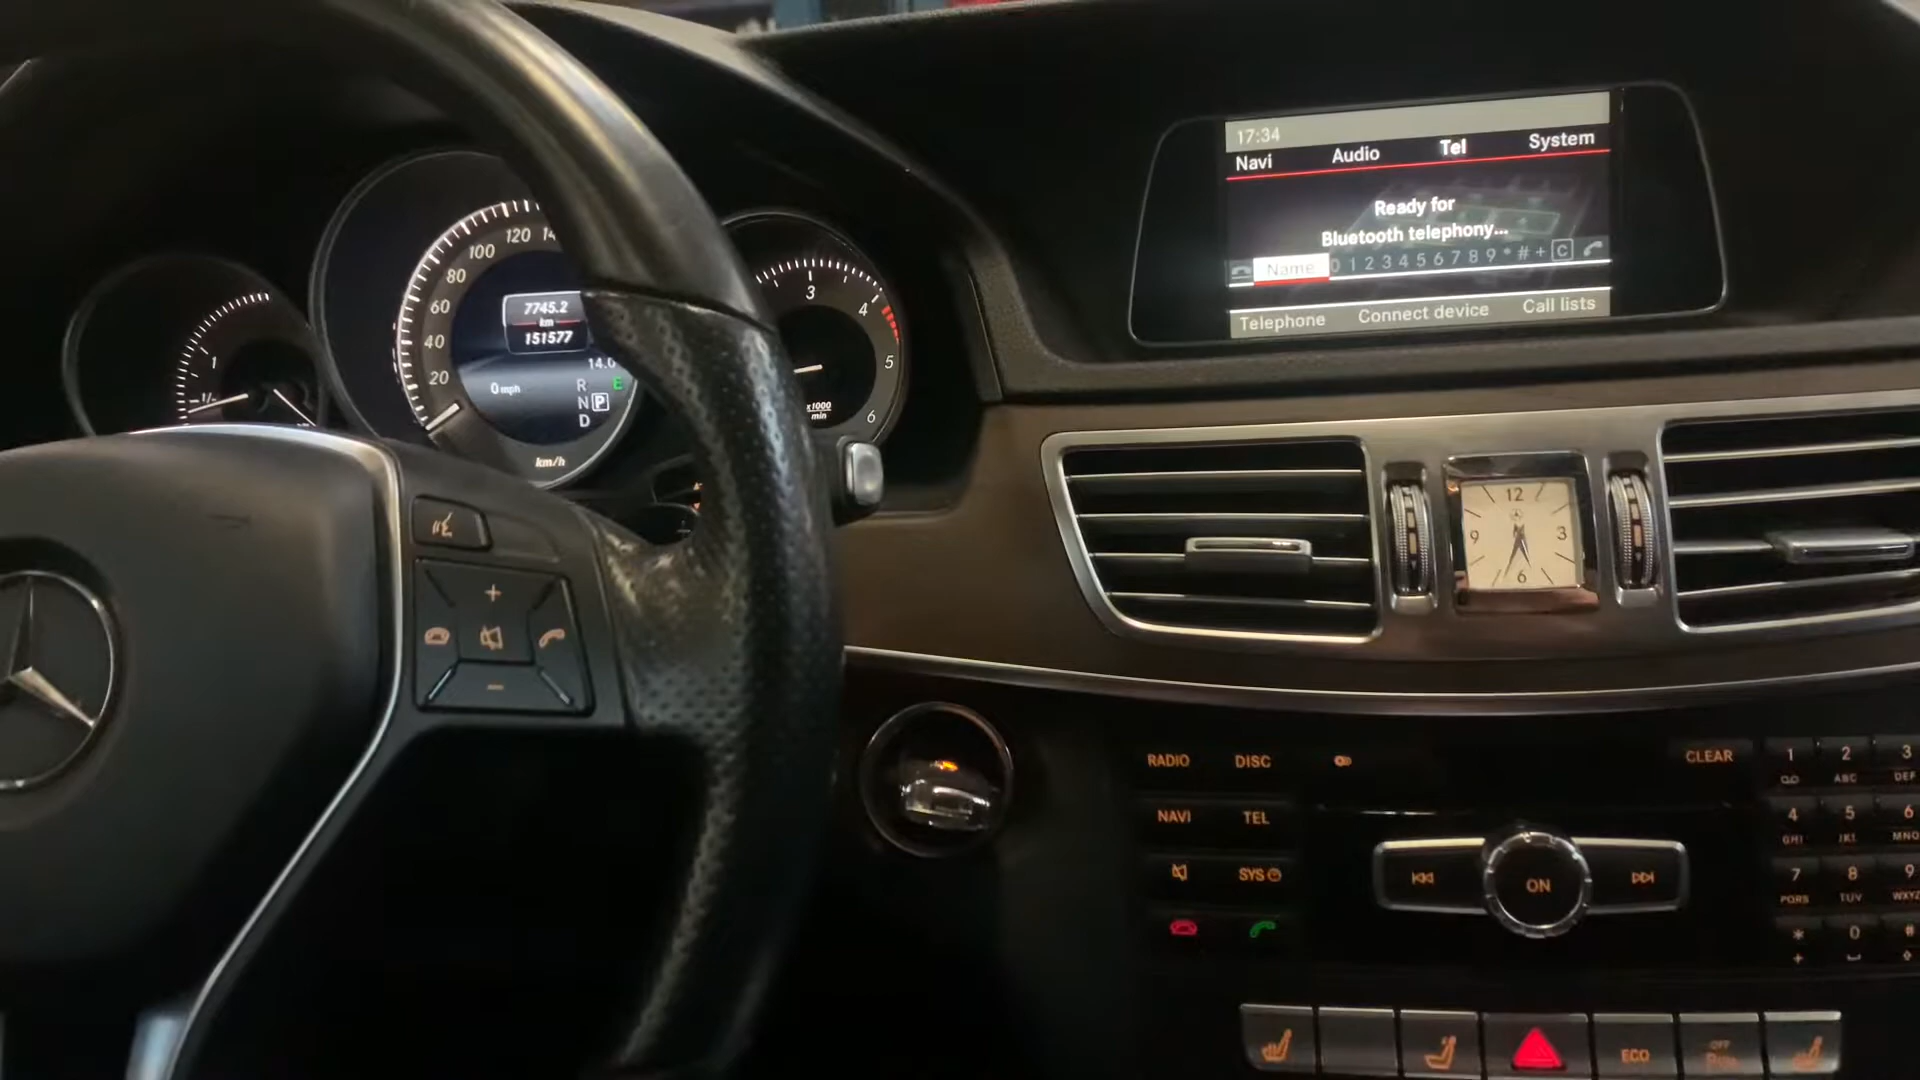 17:34
Navi Audio Tel System
Ready for
Bluetooth telephony...
Name 0 1 2 3 4 5 6 7 8 9 * # + C
Telephone Connect device Call lists
1
20
40
60
80
100
120
7745.2
km
151577
14.0
0 mph
R E
N P
D
km/h
3
4
5
6
x1000
min
12
3
6
9
+
RADIO DISC
NAVI TEL
SYS
CLEAR
ON
1 2 3
ABC DEF
4 5 6
GHI JKL MNO
7 8 9
PQRS TUV WXYZ
* 0 #
+
ECO
OFF